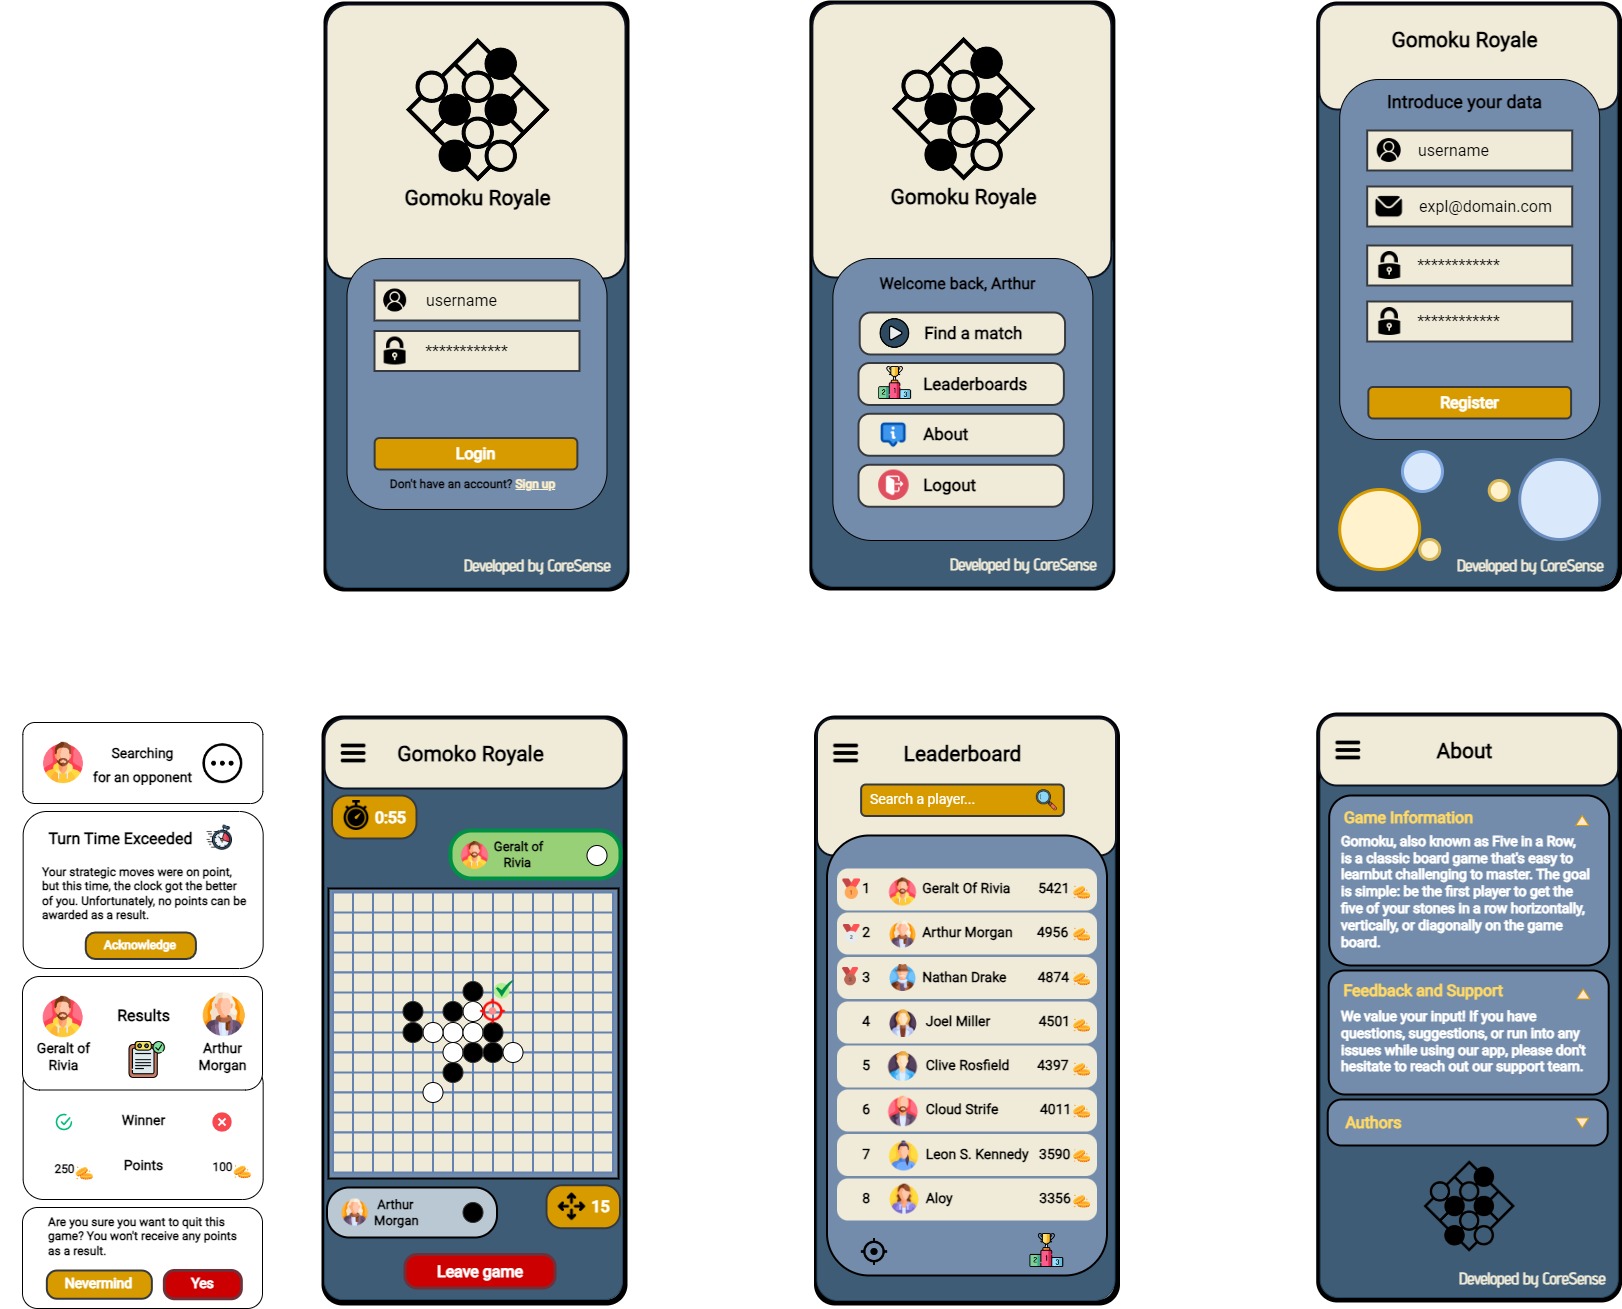 Gomoku Royale
username
************
Login
Don't have an account? Sign up
Developed by CoreSense
Gomoku Royale
Welcome back, Arthur
Find a match
2 1 3
Leaderboards
About
Logout
Developed by CoreSense
Gomoku Royale
Introduce your data
username
expl@domain.com
************
************
Register
Developed by CoreSense
Searching
for an opponent
Turn Time Exceeded
Your strategic moves were on point,
but this time, the clock got the better
of you. Unfortunately, no points can be
awarded as a result.
Acknowledge
Results
Geralt of
Rivia
Arthur
Morgan
Winner
250
Points
100
Are you sure you want to quit this
game? You won't receive any points
as a result.
Nevermind
Yes
Gomoko Royale
0:55
Geralt of
Rivia
Arthur
Morgan
15
Leave game
Leaderboard
Search a player...
1 Geralt Of Rivia 5421
2 Arthur Morgan 4956
3 Nathan Drake 4874
4 Joel Miller 4501
5 Clive Rosfield 4397
6 Cloud Strife 4011
7 Leon S. Kennedy 3590
8 Aloy 3356
2 1 3
About
Game Information
Gomoku, also known as Five in a Row,
is a classic board game that's easy to
learnbut challenging to master. The goal
is simple: be the first player to get the
five of your stones in a row horizontally,
vertically, or diagonally on the game
board.
Feedback and Support
We value your input! If you have
questions, suggestions, or run into any
issues while using our app, please don't
hesitate to reach out our support team.
Authors
Developed by CoreSense